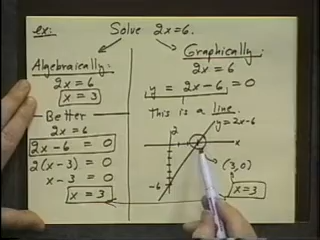 ex: Solve 2x=6.
Algebraically:
2x = 6
x = 3
Better
2x = 6
2x - 6 = 0
2(x - 3) = 0
x - 3 = 0
x = 3
Graphically:
2x = 6
y = 2x - 6 = 0
This is a line.
y = 2x-6
2
x
-6
(3,0)
x=3